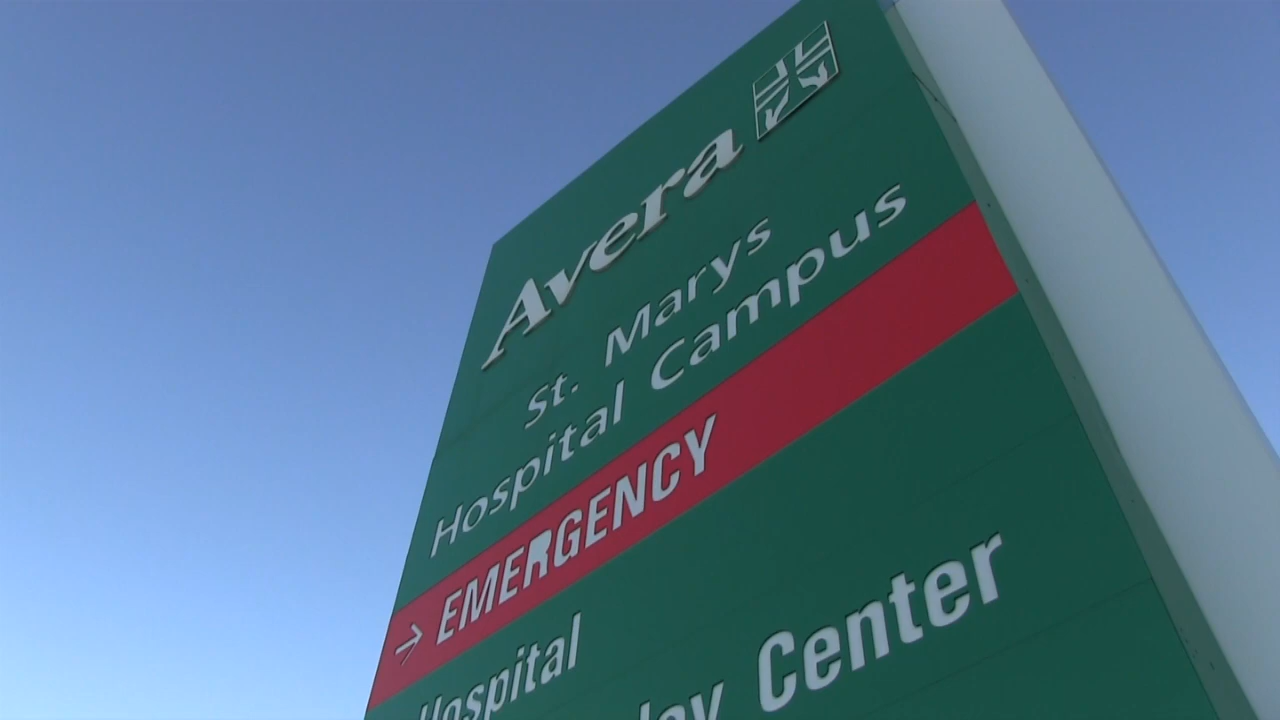 Avera
St. Marys
Hospital Campus
→ EMERGENCY
Hospital
Center